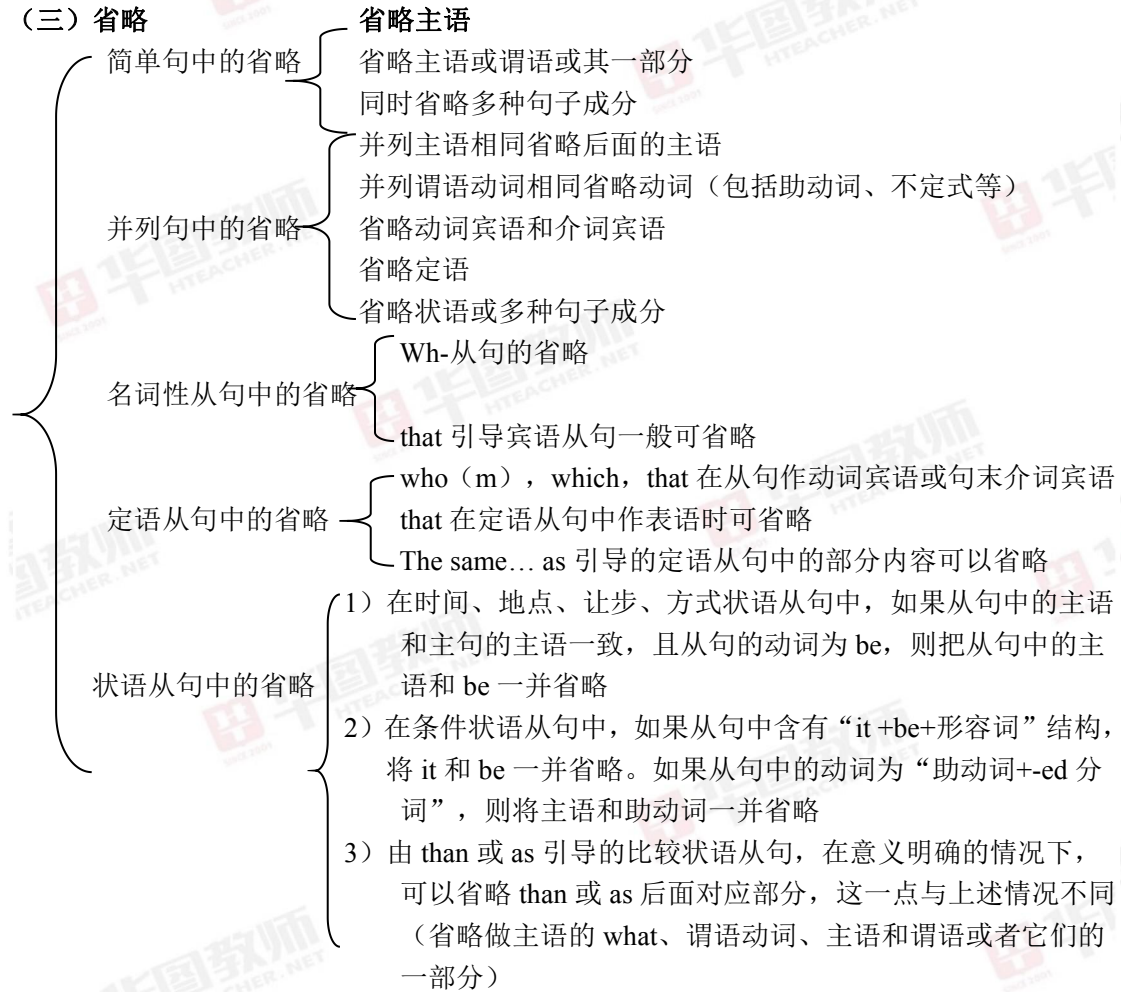 （三）省略
省略主语
简单句中的省略
省略主语或谓语或其一部分
同时省略多种句子成分
并列主语相同省略后面的主语
并列谓语动词相同省略动词（包括助动词、不定式等）
并列句中的省略
省略动词宾语和介词宾语
省略定语
省略状语或多种句子成分
Wh-从句的省略
名词性从句中的省略
that 引导宾语从句一般可省略
who（m），which，that 在从句作动词宾语或句末介词宾语
定语从句中的省略
that 在定语从句中作表语时可省略
The same… as 引导的定语从句中的部分内容可以省略
1）在时间、地点、让步、方式状语从句中，如果从句中的主语
和主句的主语一致，且从句的动词为 be，则把从句中的主
状语从句中的省略
语和 be 一并省略
2）在条件状语从句中，如果从句中含有“it +be+形容词”结构，
将 it 和 be 一并省略。如果从句中的动词为“助动词+-ed 分
词”，则将主语和助动词一并省略
3）由 than 或 as 引导的比较状语从句，在意义明确的情况下，
可以省略 than 或 as 后面对应部分，这一点与上述情况不同
（省略做主语的 what、谓语动词、主语和谓语或者它们的
一部分）
华图教师
HTEACHER.NET
SINCE 2001